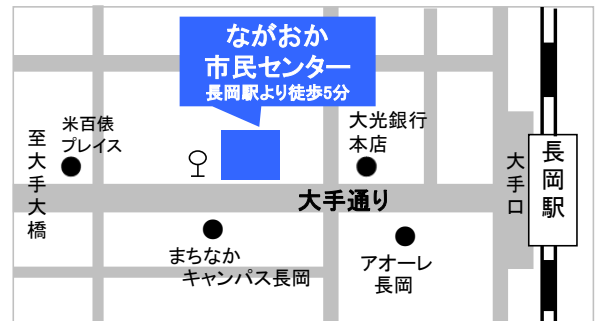 ながおか
市民センター
長岡駅より徒歩5分
米百俵
プレイス
至大手大橋
大光銀行
本店
大手口
長岡駅
大手通り
まちなか
キャンパス長岡
アオーレ
長岡